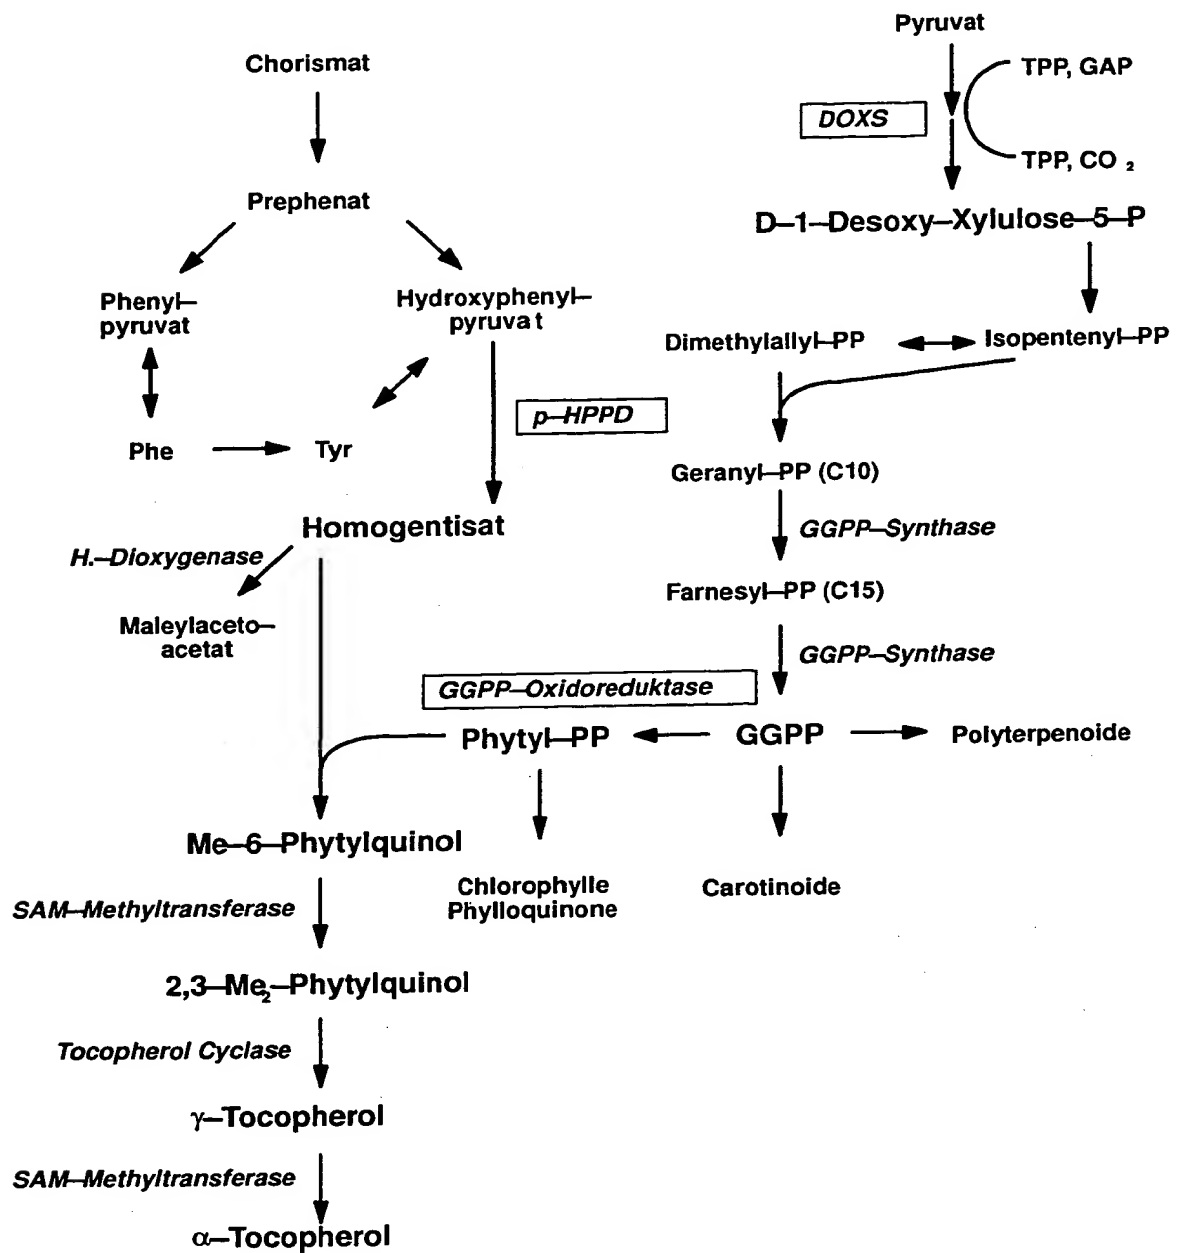 Pyruvat
Chorismat
TPP, GAP
DOXS
TPP, CO 2
Prephenat
D–1–Desoxy–Xylulose–5–P
Phenyl–
pyruvat
Hydroxyphenyl–
pyruvat
Dimethylallyl–PP
Isopentenyl–PP
p–HPPD
Phe
Tyr
Geranyl–PP (C10)
Homogentisat
GGPP–Synthase
H.–Dioxygenase
Farnesyl–PP (C15)
Maleylaceto–
acetat
GGPP–Synthase
GGPP–Oxidoreduktase
Phytyl–PP
GGPP
Polyterpenoide
Me–6–Phytylquinol
Chlorophylle
Phylloquinone
Carotinoide
SAM–Methyltransferase
2,3–Me2–Phytylquinol
Tocopherol Cyclase
γ–Tocopherol
SAM–Methyltransferase
α–Tocopherol